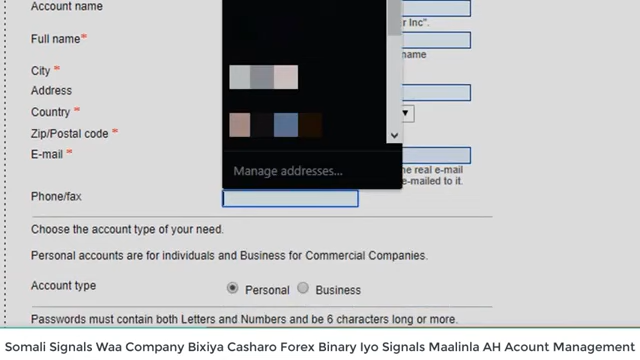 Account name
r Inc".
Full name*
name
City *
Address
Country *
Zip/Postal code *
E-mail *
e real e-mail
e-mailed to it.
Manage addresses...
Phone/fax
Choose the account type of your need.
Personal accounts are for individuals and Business for Commercial Companies.
Account type
Personal
Business
Passwords must contain both Letters and Numbers and be 6 characters long or more.
Somali Signals Waa Company Bixiya Casharo Forex Binary Iyo Signals Maalinla AH Acount Management